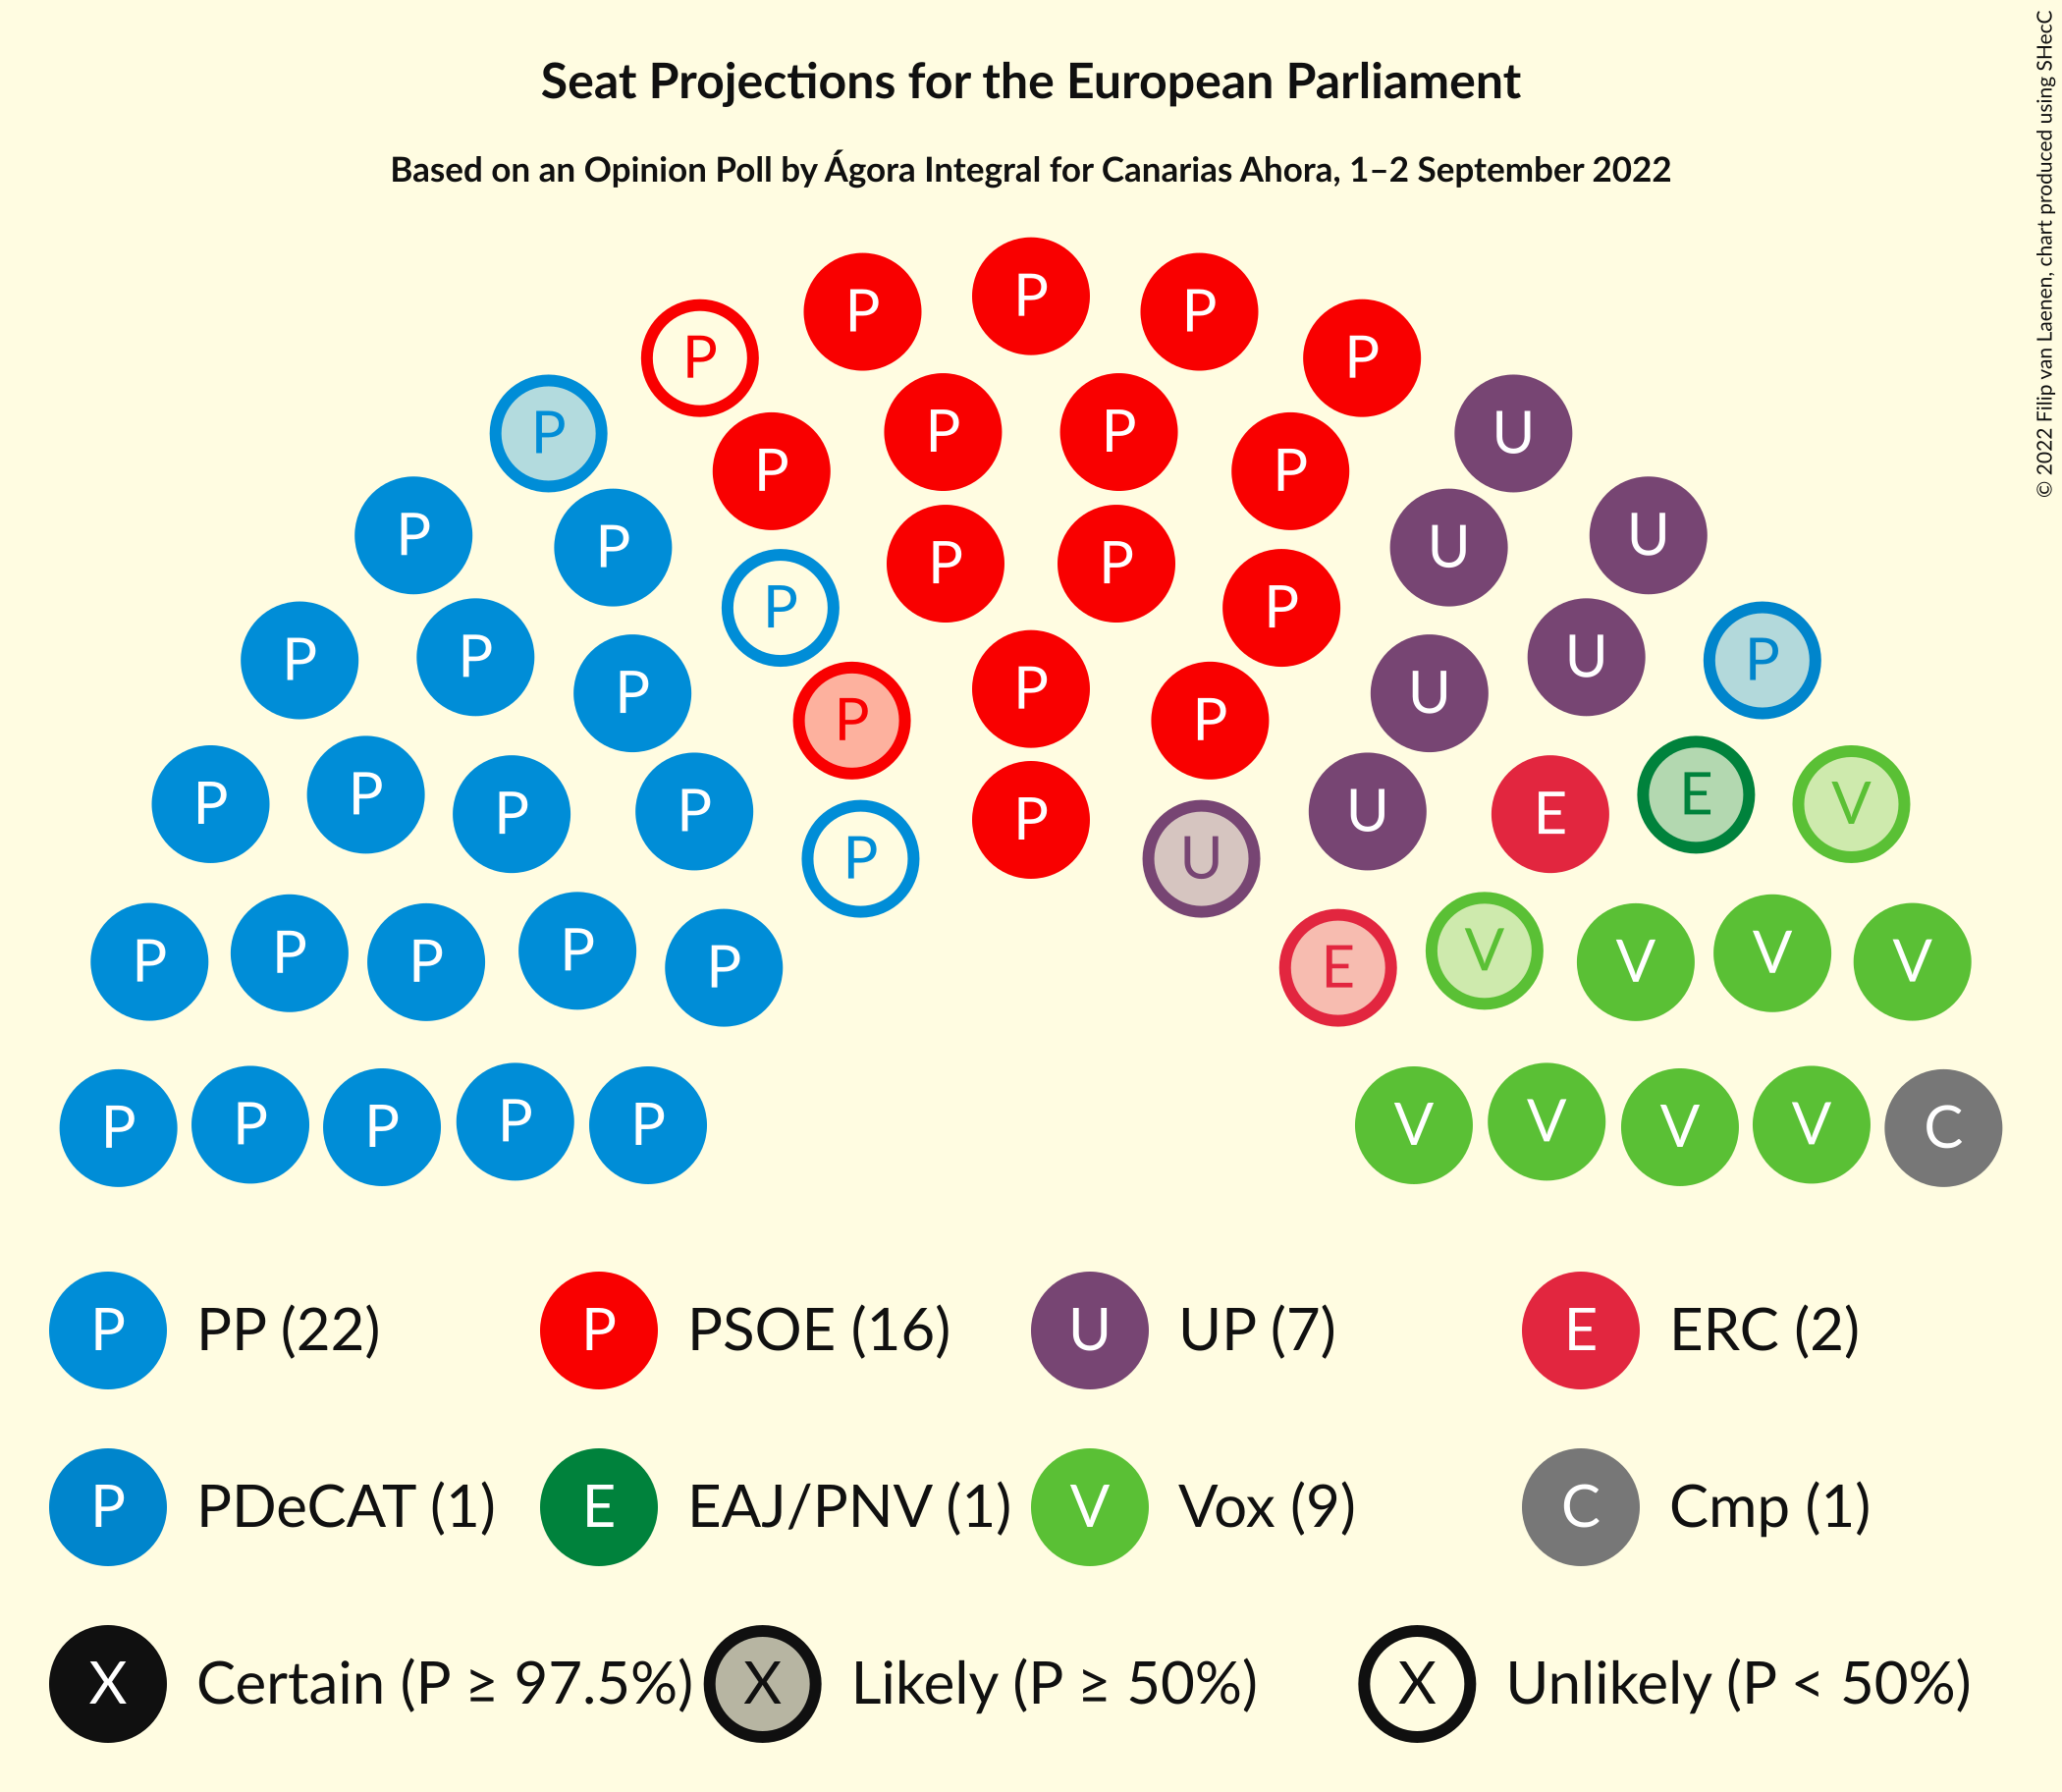 Seat Projections for the European Parliament
Based on an Opinion Poll by Ágora Integral for Canarias Ahora, 1–2 September 2022
© 2022 Filip van Laenen, chart produced using SHecC
P
P P
P P
P P
P P P P
U
P P U U
P P P
P P P U U P
P P P P U
P P P P P P U U E E V
P P P P P E V V V V
P P P P P V V V V C
P PP (22) P PSOE (16) U UP (7) E ERC (2)
P PDeCAT (1) E EAJ/PNV (1) V Vox (9) C Cmp (1)
X Certain (P ≥ 97.5%) X Likely (P ≥ 50%) X Unlikely (P < 50%)